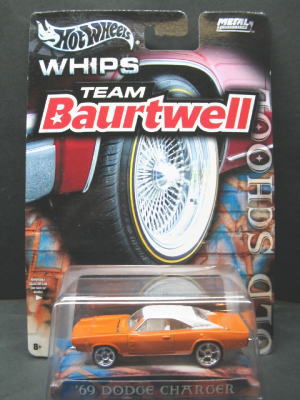 Hot Wheels
METAL
WHIPS
TEAM
Baurtwell
OLD SCHOOL
8+
'69 DODGE CHARGER